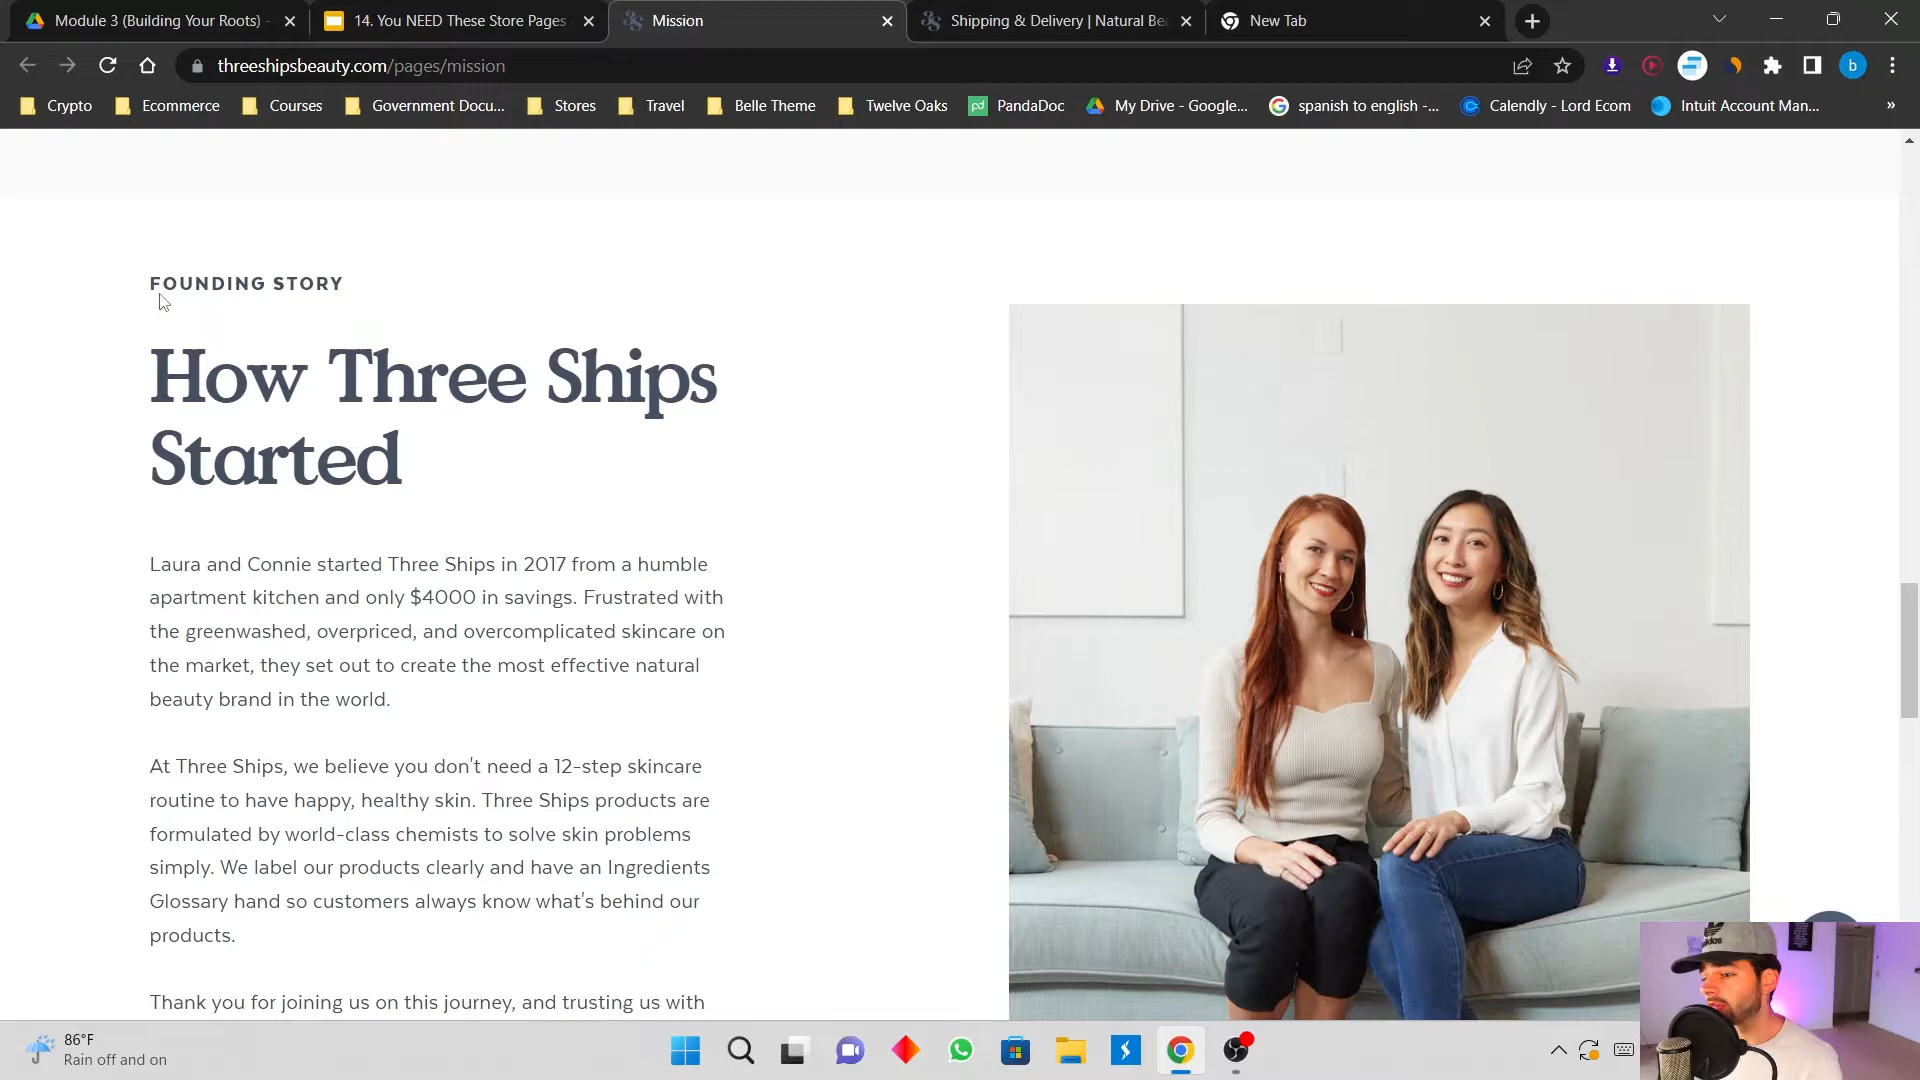 Module 3 (Building Your Roots) -
14. You NEED These Store Pages
Mission
Shipping & Delivery | Natural Be
New Tab
threeshipsbeauty.com/pages/mission
b
Crypto
Ecommerce
Courses
Government Docu...
Stores
Travel
Belle Theme
Twelve Oaks
pd PandaDoc
My Drive - Google...
spanish to english -...
Calendly - Lord Ecom
Intuit Account Man...
»
FOUNDING STORY
How Three Ships
Started
Laura and Connie started Three Ships in 2017 from a humble
apartment kitchen and only $4000 in savings. Frustrated with
the greenwashed, overpriced, and overcomplicated skincare on
the market, they set out to create the most effective natural
beauty brand in the world.
At Three Ships, we believe you don't need a 12-step skincare
routine to have happy, healthy skin. Three Ships products are
formulated by world-class chemists to solve skin problems
simply. We label our products clearly and have an Ingredients
Glossary hand so customers always know what's behind our
products.
Thank you for joining us on this journey, and trusting us with
adidas
86°F
Rain off and on